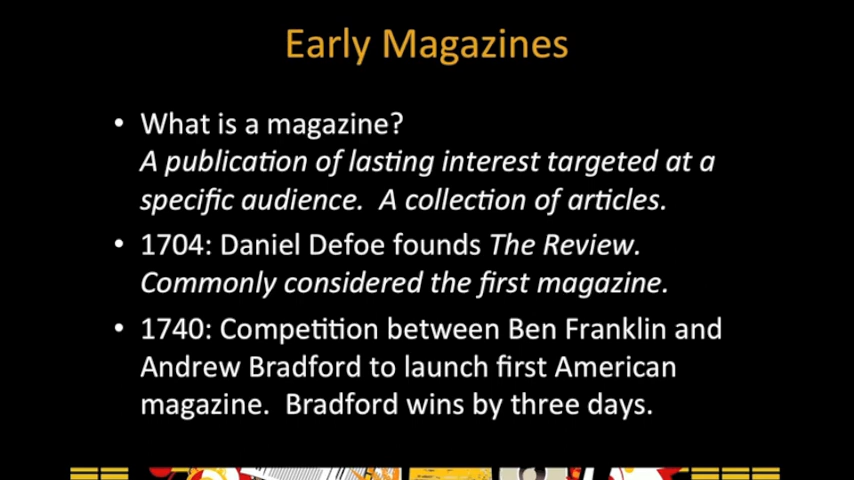 Early Magazines
• What is a magazine?
A publication of lasting interest targeted at a
specific audience.  A collection of articles.
• 1704: Daniel Defoe founds The Review.
Commonly considered the first magazine.
• 1740: Competition between Ben Franklin and
Andrew Bradford to launch first American
magazine.  Bradford wins by three days.